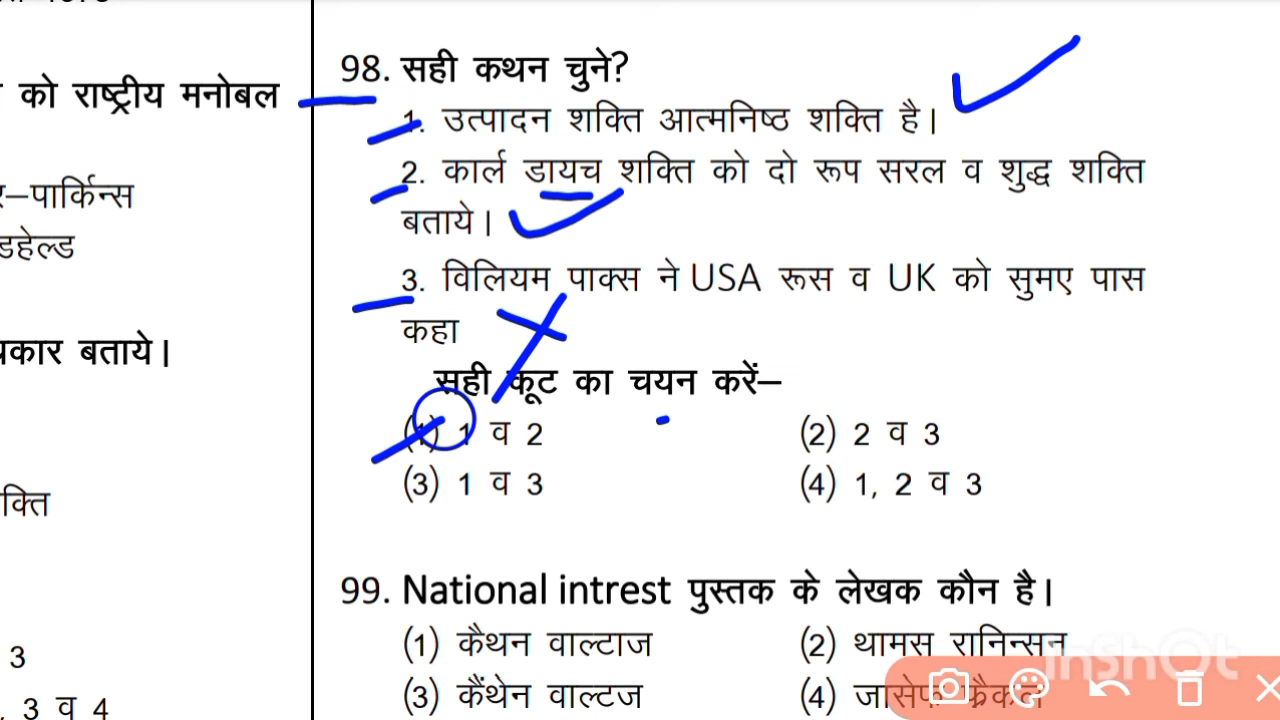 को राष्ट्रीय मनोबल
र–पार्किन्स
डहेल्ड
प्रकार बताये।
क्ति
3
, 3 व 4
98. सही कथन चुने?
1. उत्पादन शक्ति आत्मनिष्ठ शक्ति है।
2. कार्ल डायच शक्ति को दो रूप सरल व शुद्ध शक्ति
बताये।
3. विलियम पाक्स ने USA रूस व UK को सुमए पास
कहा
सही कूट का चयन करें–
(1) 1 व 2 (2) 2 व 3
(3) 1 व 3 (4) 1, 2 व 3
99. National intrest पुस्तक के लेखक कौन है।
(1) कैथन वाल्टाज (2) थामस रानिन्सन
(3) कैंथेन वाल्टज (4) जासेफ फ्रैकल
InShOt